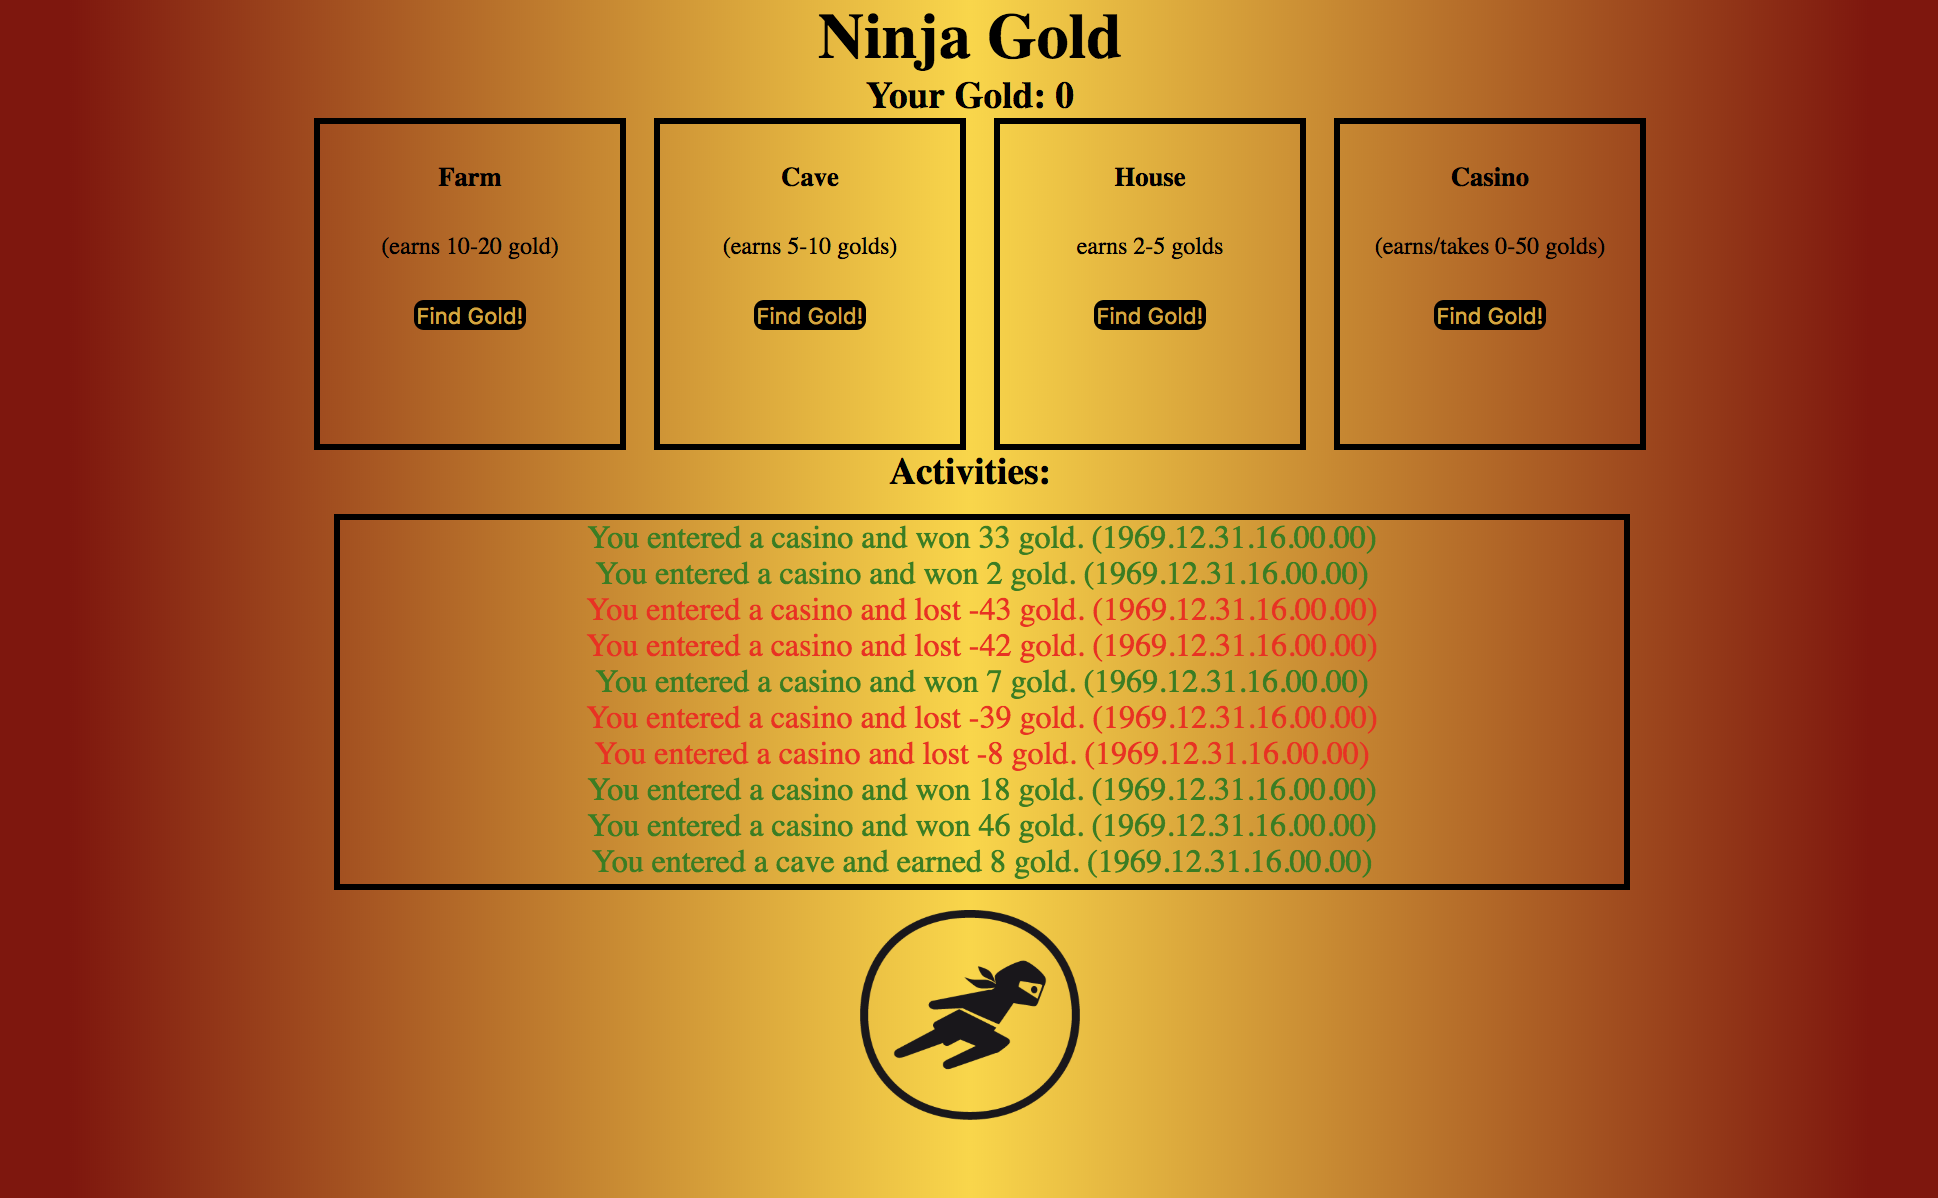 Ninja Gold
Your Gold: 0
Farm
(earns 10-20 gold)
Find Gold!
Cave
(earns 5-10 golds)
Find Gold!
House
earns 2-5 golds
Find Gold!
Casino
(earns/takes 0-50 golds)
Find Gold!
Activities:
You entered a casino and won 33 gold. (1969.12.31.16.00.00)
You entered a casino and won 2 gold. (1969.12.31.16.00.00)
You entered a casino and lost -43 gold. (1969.12.31.16.00.00)
You entered a casino and lost -42 gold. (1969.12.31.16.00.00)
You entered a casino and won 7 gold. (1969.12.31.16.00.00)
You entered a casino and lost -39 gold. (1969.12.31.16.00.00)
You entered a casino and lost -8 gold. (1969.12.31.16.00.00)
You entered a casino and won 18 gold. (1969.12.31.16.00.00)
You entered a casino and won 46 gold. (1969.12.31.16.00.00)
You entered a cave and earned 8 gold. (1969.12.31.16.00.00)